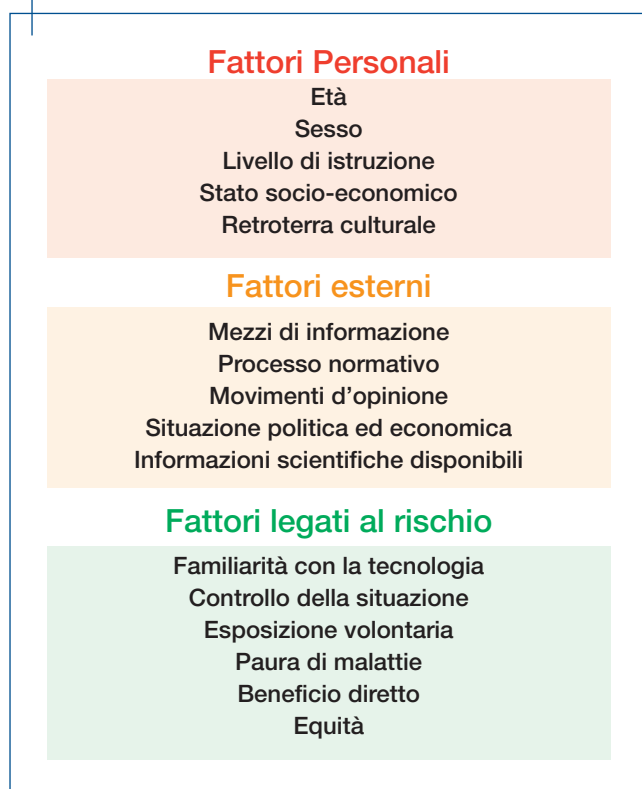 Fattori Personali
Età
Sesso
Livello di istruzione
Stato socio-economico
Retroterra culturale
Fattori esterni
Mezzi di informazione
Processo normativo
Movimenti d'opinione
Situazione politica ed economica
Informazioni scientifiche disponibili
Fattori legati al rischio
Familiarità con la tecnologia
Controllo della situazione
Esposizione volontaria
Paura di malattie
Beneficio diretto
Equità